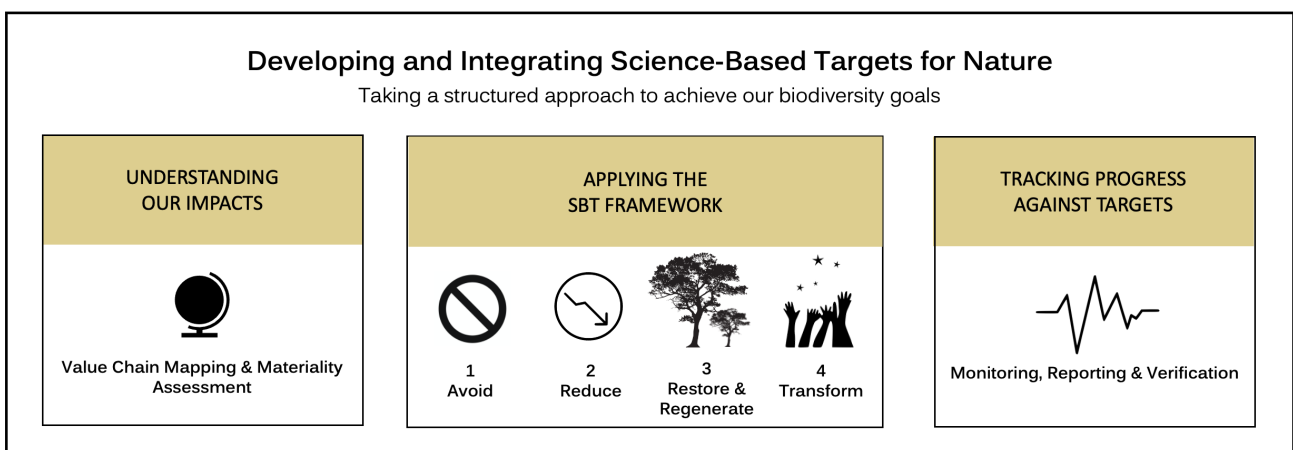 Developing and Integrating Science-Based Targets for Nature
Taking a structured approach to achieve our biodiversity goals
UNDERSTANDING
OUR IMPACTS
Value Chain Mapping & Materiality
Assessment
APPLYING THE
SBT FRAMEWORK
1
Avoid
2
Reduce
3
Restore &
Regenerate
4
Transform
TRACKING PROGRESS
AGAINST TARGETS
Monitoring, Reporting & Verification